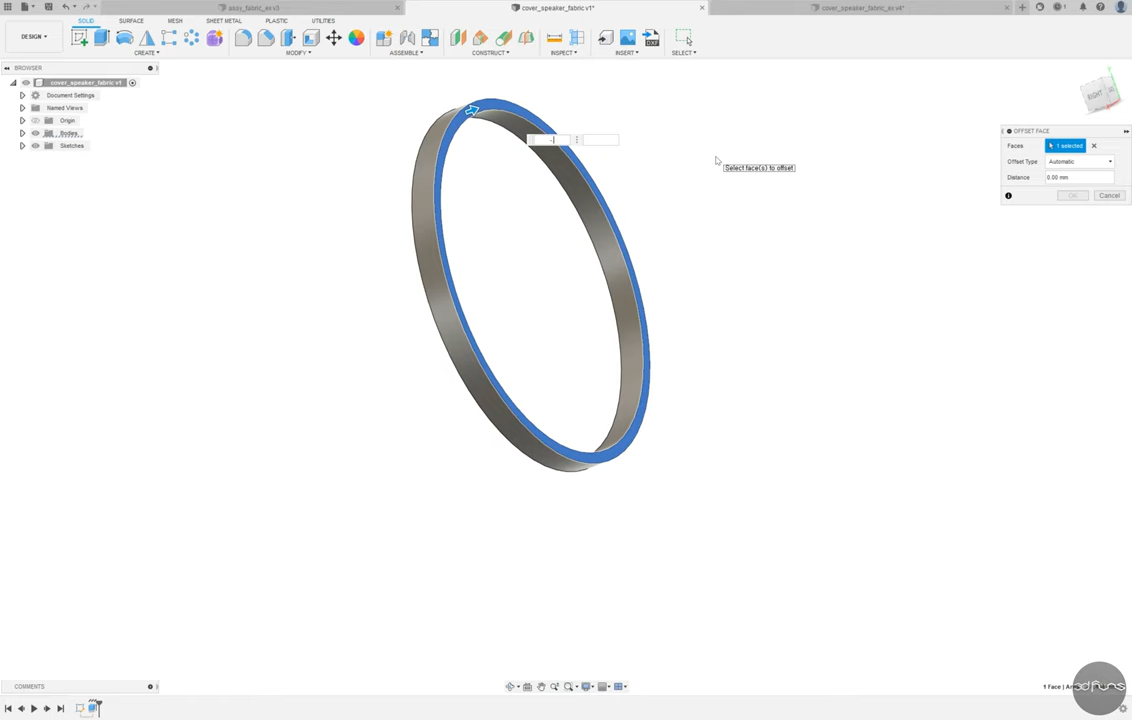 assy_fabric_ex v3 cover_speaker_fabric v1* cover_speaker_fabric_ex v4*
SOLID SURFACE MESH SHEET METAL PLASTIC UTILITIES
DESIGN
CREATE MODIFY ASSEMBLE CONSTRUCT INSPECT INSERT SELECT
DXF
BROWSER
cover_speaker_fabric v1
Document Settings
Named Views
Origin
Bodies
Sketches
RIGHT
OFFSET FACE
Faces 1 selected
Offset Type Automatic
Distance 0.00 mm
OK Cancel
-
Select face(s) to offset
COMMENTS
1 Face